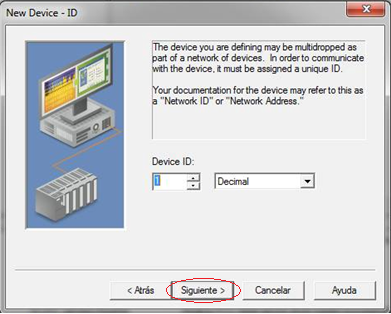 New Device - ID
The device you are defining may be multidropped as
part of a network of devices. In order to communicate
with the device, it must be assigned a unique ID.
Your documentation for the device may refer to this as
a "Network ID" or "Network Address."
Device ID:
1
Decimal
< Atrás
Siguiente >
Cancelar
Ayuda